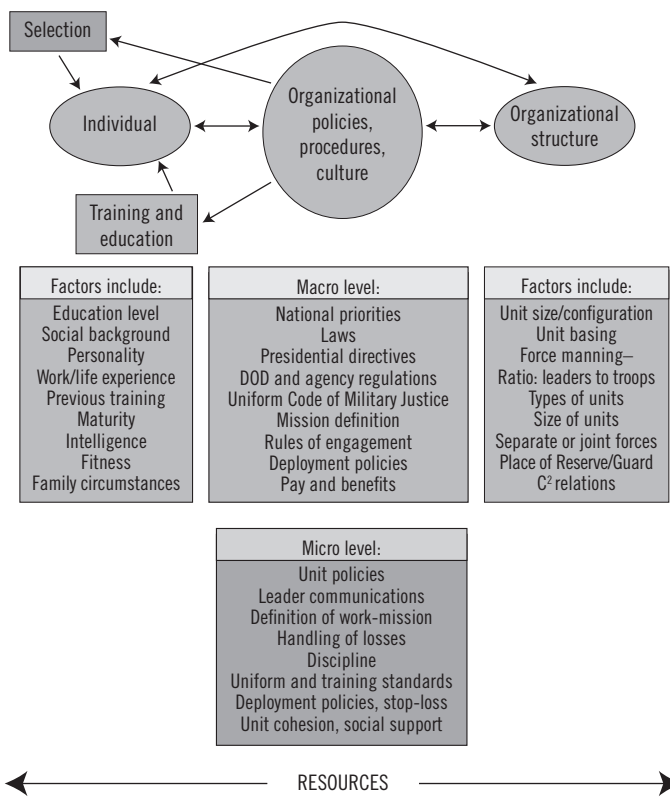 Selection
Individual
Organizational
policies,
procedures,
culture
Organizational
structure
Training and
education
Factors include:
Education level
Social background
Personality
Work/life experience
Previous training
Maturity
Intelligence
Fitness
Family circumstances
Macro level:
National priorities
Laws
Presidential directives
DOD and agency regulations
Uniform Code of Military Justice
Mission definition
Rules of engagement
Deployment policies
Pay and benefits
Factors include:
Unit size/configuration
Unit basing
Force manning–
Ratio: leaders to troops
Types of units
Size of units
Separate or joint forces
Place of Reserve/Guard
C² relations
Micro level:
Unit policies
Leader communications
Definition of work-mission
Handling of losses
Discipline
Uniform and training standards
Deployment policies, stop-loss
Unit cohesion, social support
RESOURCES